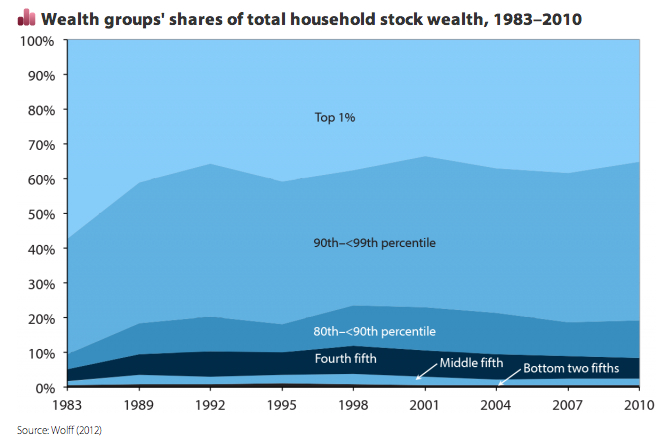 Wealth groups' shares of total household stock wealth, 1983–2010
100%
90%
80%
70%
60%
50%
40%
30%
20%
10%
0%
Top 1%
90th–<99th percentile
80th–<90th percentile
Fourth fifth
Middle fifth
Bottom two fifths
1983 1989 1992 1995 1998 2001 2004 2007 2010
Source: Wolff (2012)